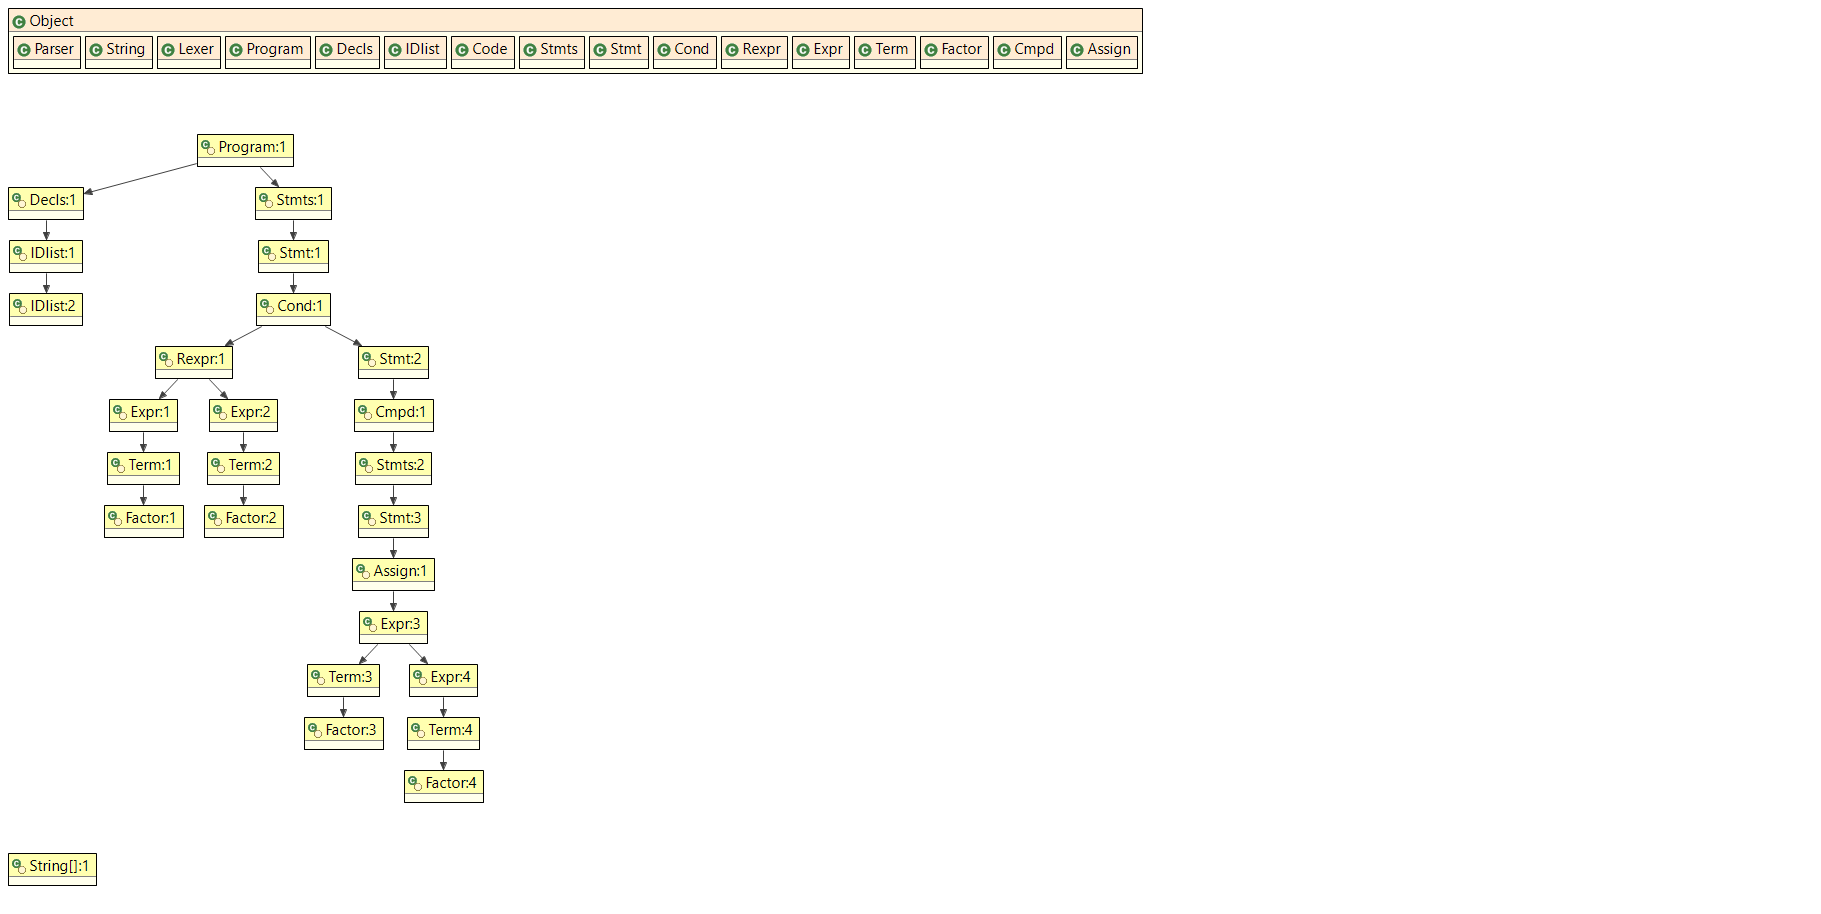 Object
Parser String Lexer Program Decls IDlist Code Stmts Stmt Cond Rexpr Expr Term Factor Cmpd Assign
Program:1
Decls:1 Stmts:1
IDlist:1 Stmt:1
IDlist:2 Cond:1
Rexpr:1 Stmt:2
Expr:1 Expr:2 Cmpd:1
Term:1 Term:2 Stmts:2
Factor:1 Factor:2 Stmt:3
Assign:1
Expr:3
Term:3 Expr:4
Factor:3 Term:4
Factor:4
String[]:1